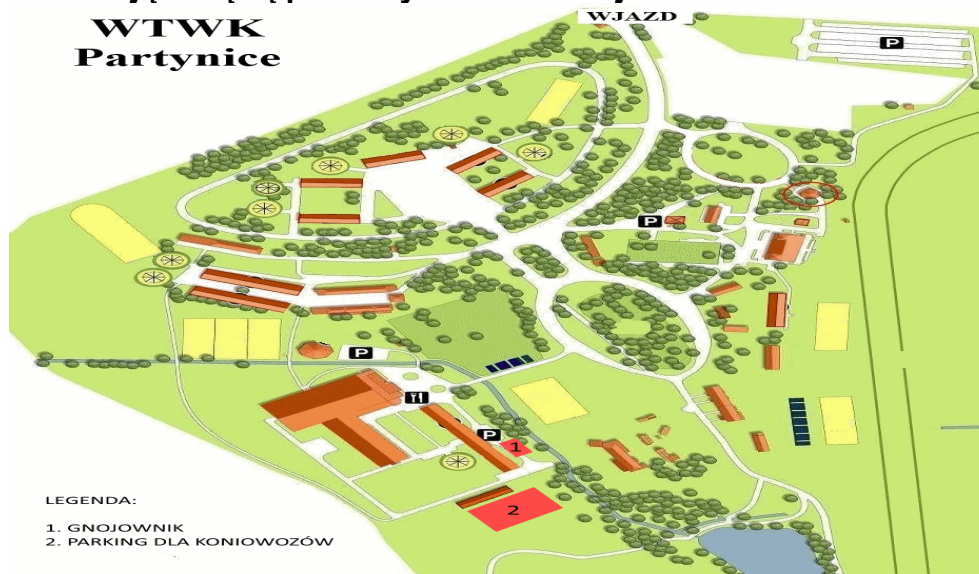 WTWK
Partynice
WJAZD
P
P
P
P
1
2
LEGENDA:
1. GNOJOWNIK
2. PARKING DLA KONIOWOZÓW